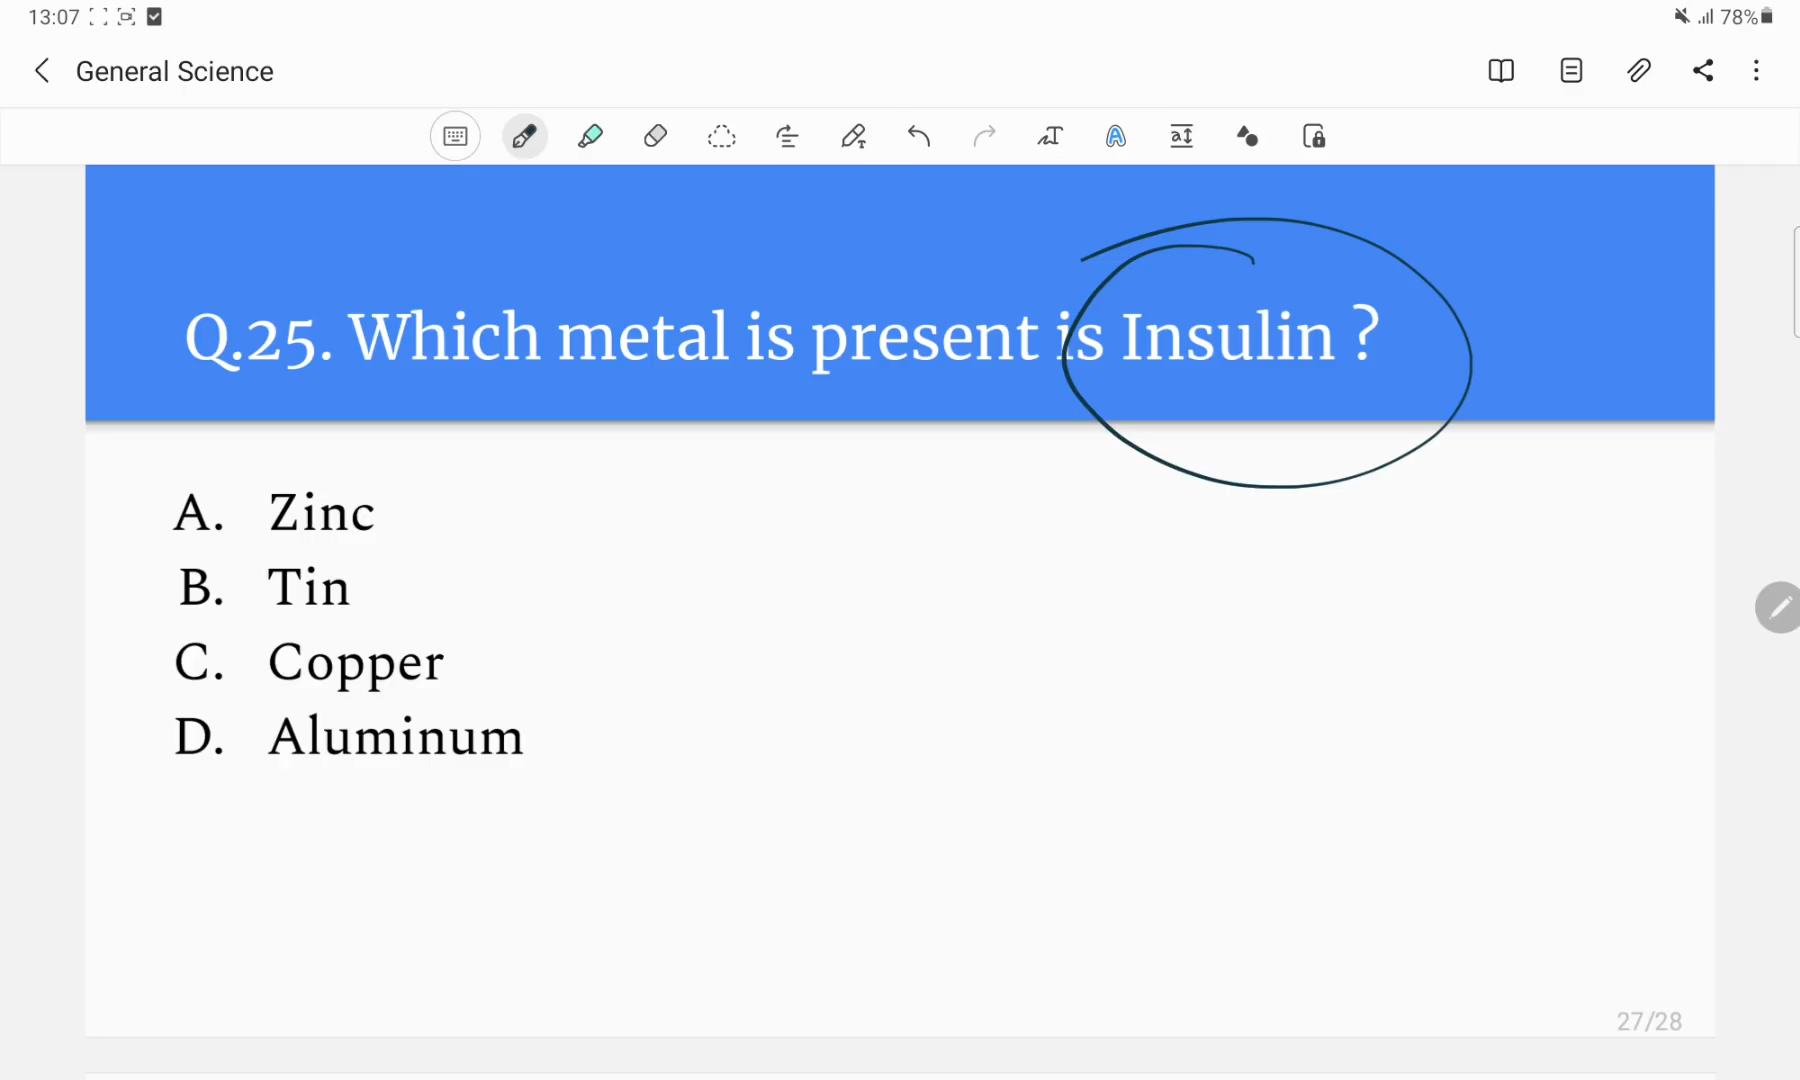 13:07
78%
General Science
Q.25. Which metal is present is Insulin ?
A. Zinc
B. Tin
C. Copper
D. Aluminum
27/28